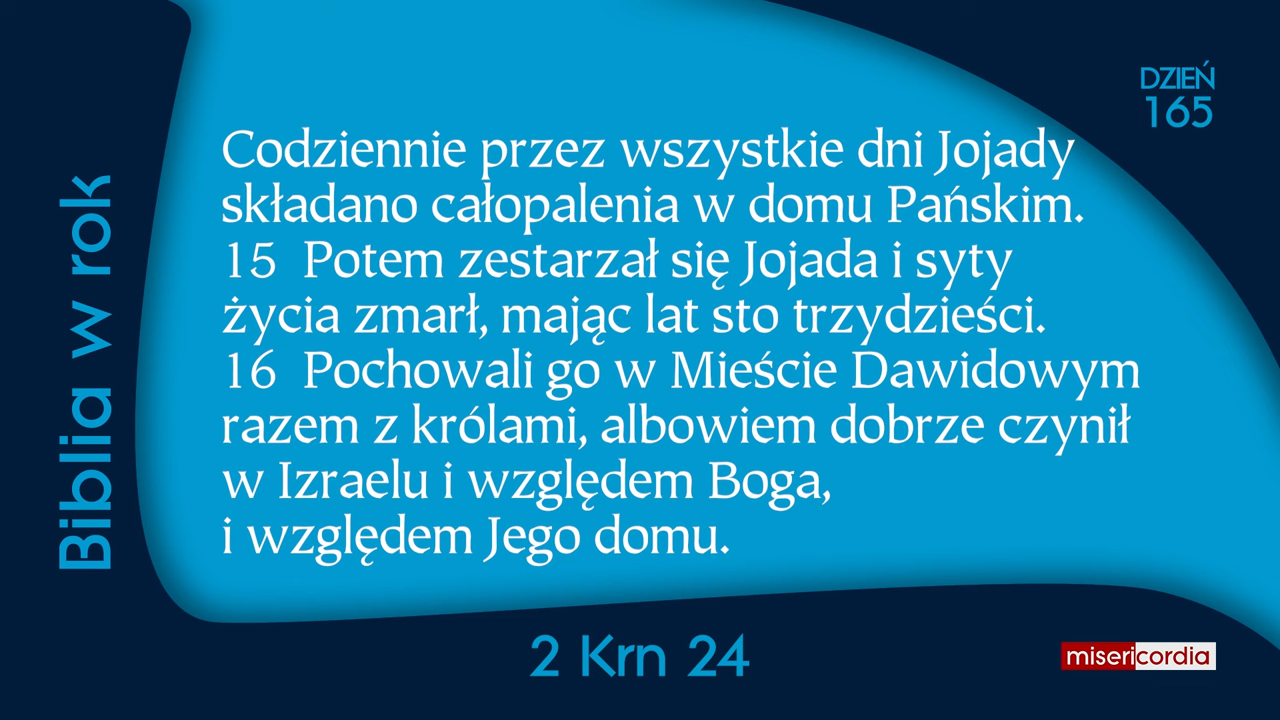 DZIEŃ
165
Codziennie przez wszystkie dni Jojady
składano całopalenia w domu Pańskim.
15 Potem zestarzał się Jojada i syty
życia zmarł, mając lat sto trzydzieści.
16 Pochowali go w Mieście Dawidowym
razem z królami, albowiem dobrze czynił
w Izraelu i względem Boga,
i względem Jego domu.
Biblia w rok
2 Krn 24
misericordia